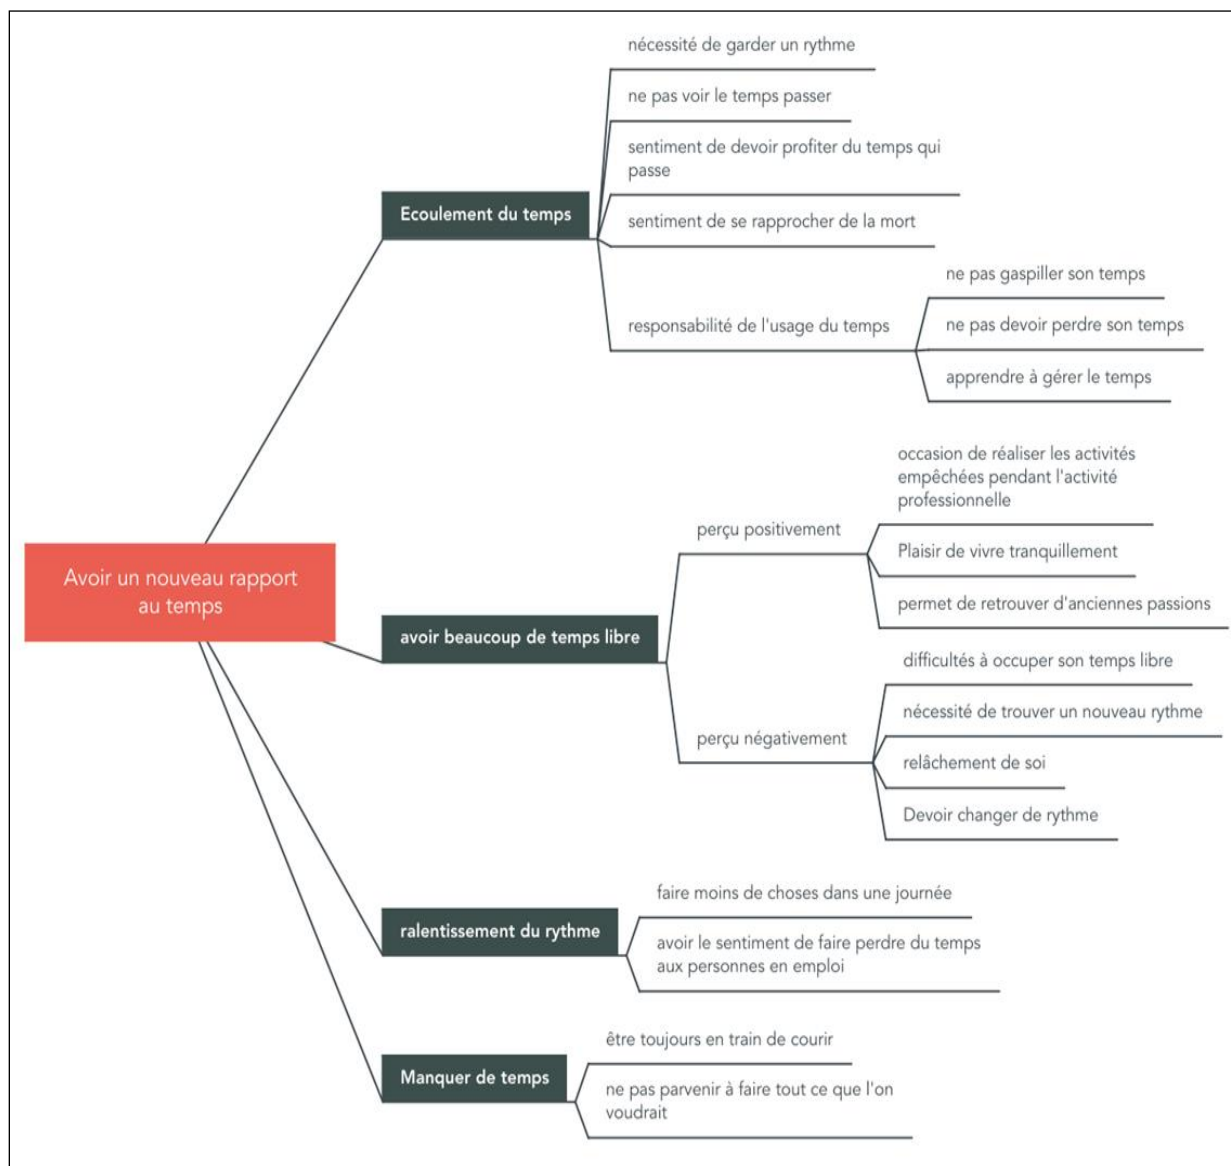 nécessité de garder un rythme
ne pas voir le temps passer
sentiment de devoir profiter du temps qui
passe
Ecoulement du temps
sentiment de se rapprocher de la mort
ne pas gaspiller son temps
responsabilité de l'usage du temps
ne pas devoir perdre son temps
apprendre à gérer le temps
occasion de réaliser les activités
empêchées pendant l'activité
professionnelle
perçu positivement
Plaisir de vivre tranquillement
Avoir un nouveau rapport
au temps
permet de retrouver d'anciennes passions
avoir beaucoup de temps libre
difficultés à occuper son temps libre
nécessité de trouver un nouveau rythme
perçu négativement
relâchement de soi
Devoir changer de rythme
faire moins de choses dans une journée
ralentissement du rythme
avoir le sentiment de faire perdre du temps
aux personnes en emploi
être toujours en train de courir
Manquer de temps
ne pas parvenir à faire tout ce que l'on
voudrait